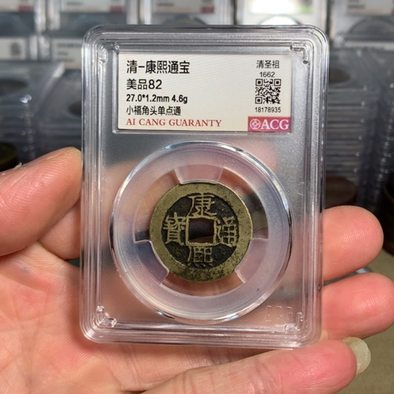 清-康熙通宝
美品82
27.0*1.2mm 4.6g
小福角头单点通
AI CANG GUARANTY
清圣祖
1662
18178935
ACG
康熙通寶